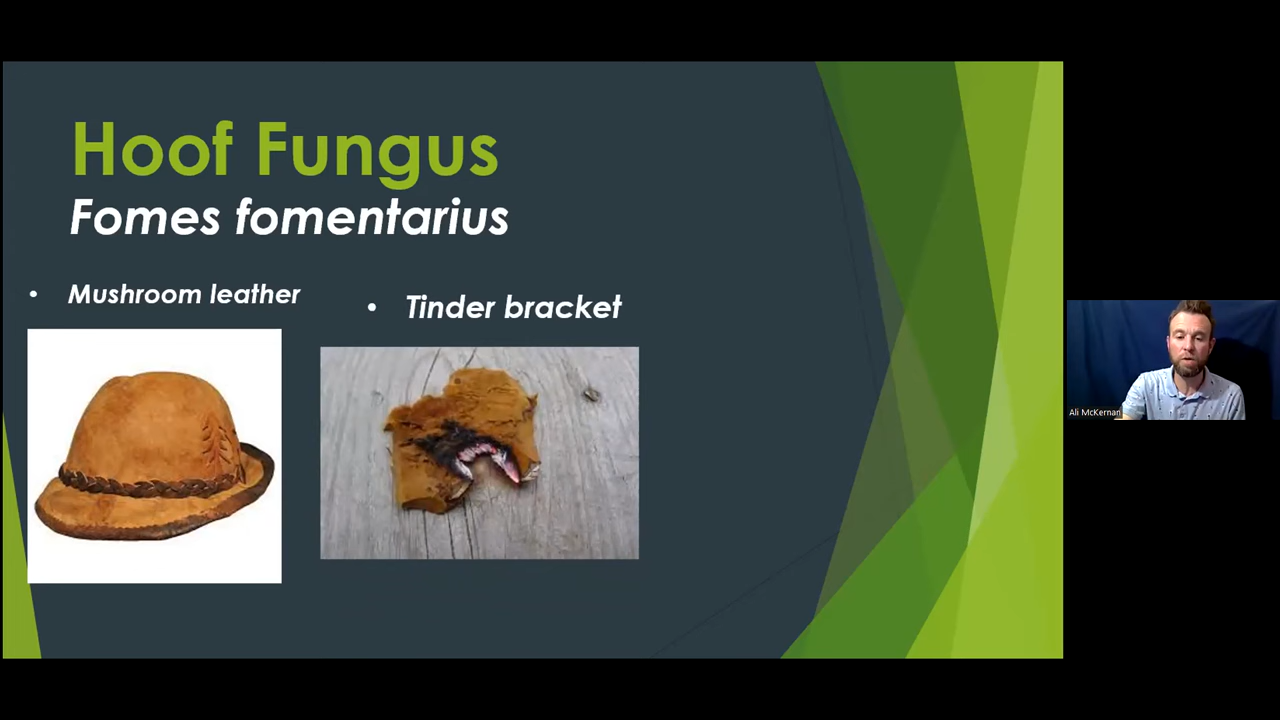 Hoof Fungus
Fomes fomentarius
• Mushroom leather
• Tinder bracket
Ali McKernan